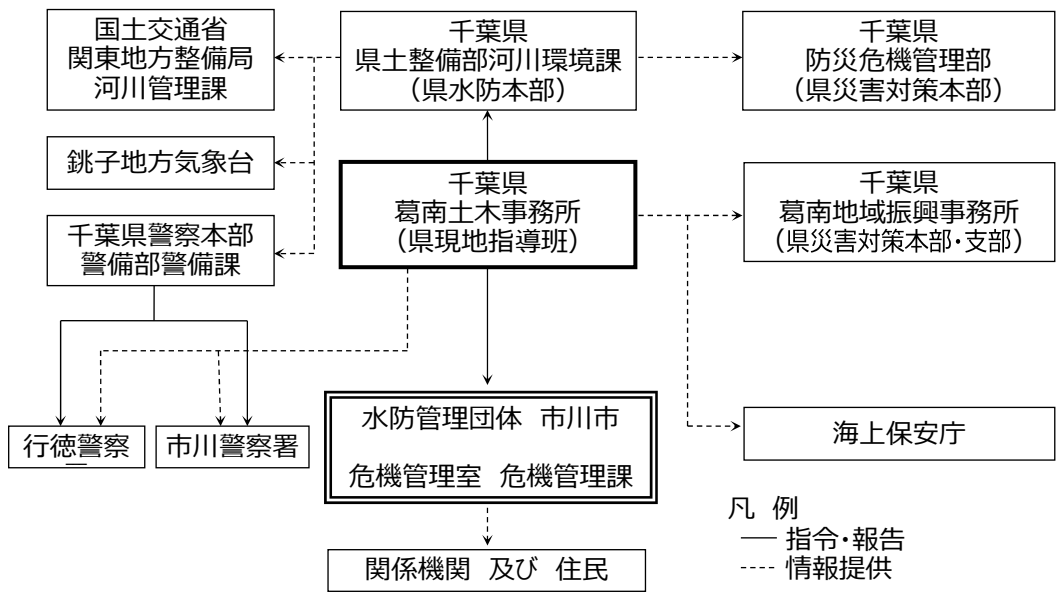 国土交通省
関東地方整備局
河川管理課
千葉県
県土整備部河川環境課
（県水防本部）
千葉県
防災危機管理部
（県災害対策本部）
銚子地方気象台
千葉県
葛南土木事務所
（県現地指導班）
千葉県
葛南地域振興事務所
（県災害対策本部・支部）
千葉県警察本部
警備部警備課
行徳警察
市川警察署
水防管理団体 市川市
危機管理室 危機管理課
海上保安庁
関係機関 及び 住民
凡 例
指令・報告
情報提供